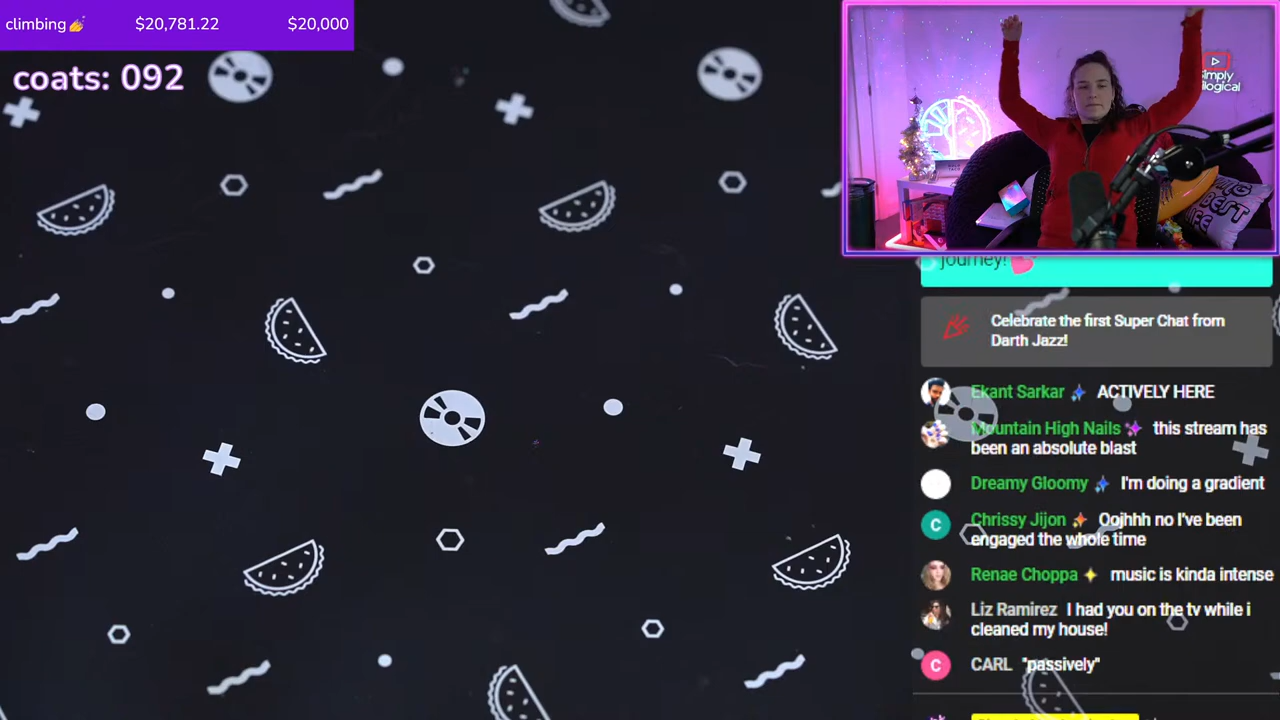 climbing💅 $20,781.22 $20,000
coats: 092
simply
nailogical
BEST
journey!💕
Celebrate the first Super Chat from
Darth Jazz!
Ekant Sarkar ACTIVELY HERE
Mountain High Nails this stream has
been an absolute blast
Dreamy Gloomy I'm doing a gradient
C Chrissy Jijon Oojhhh no I've been
engaged the whole time
Renae Choppa music is kinda intense
Liz Ramirez I had you on the tv while i
cleaned my house!
C CARL "passively"